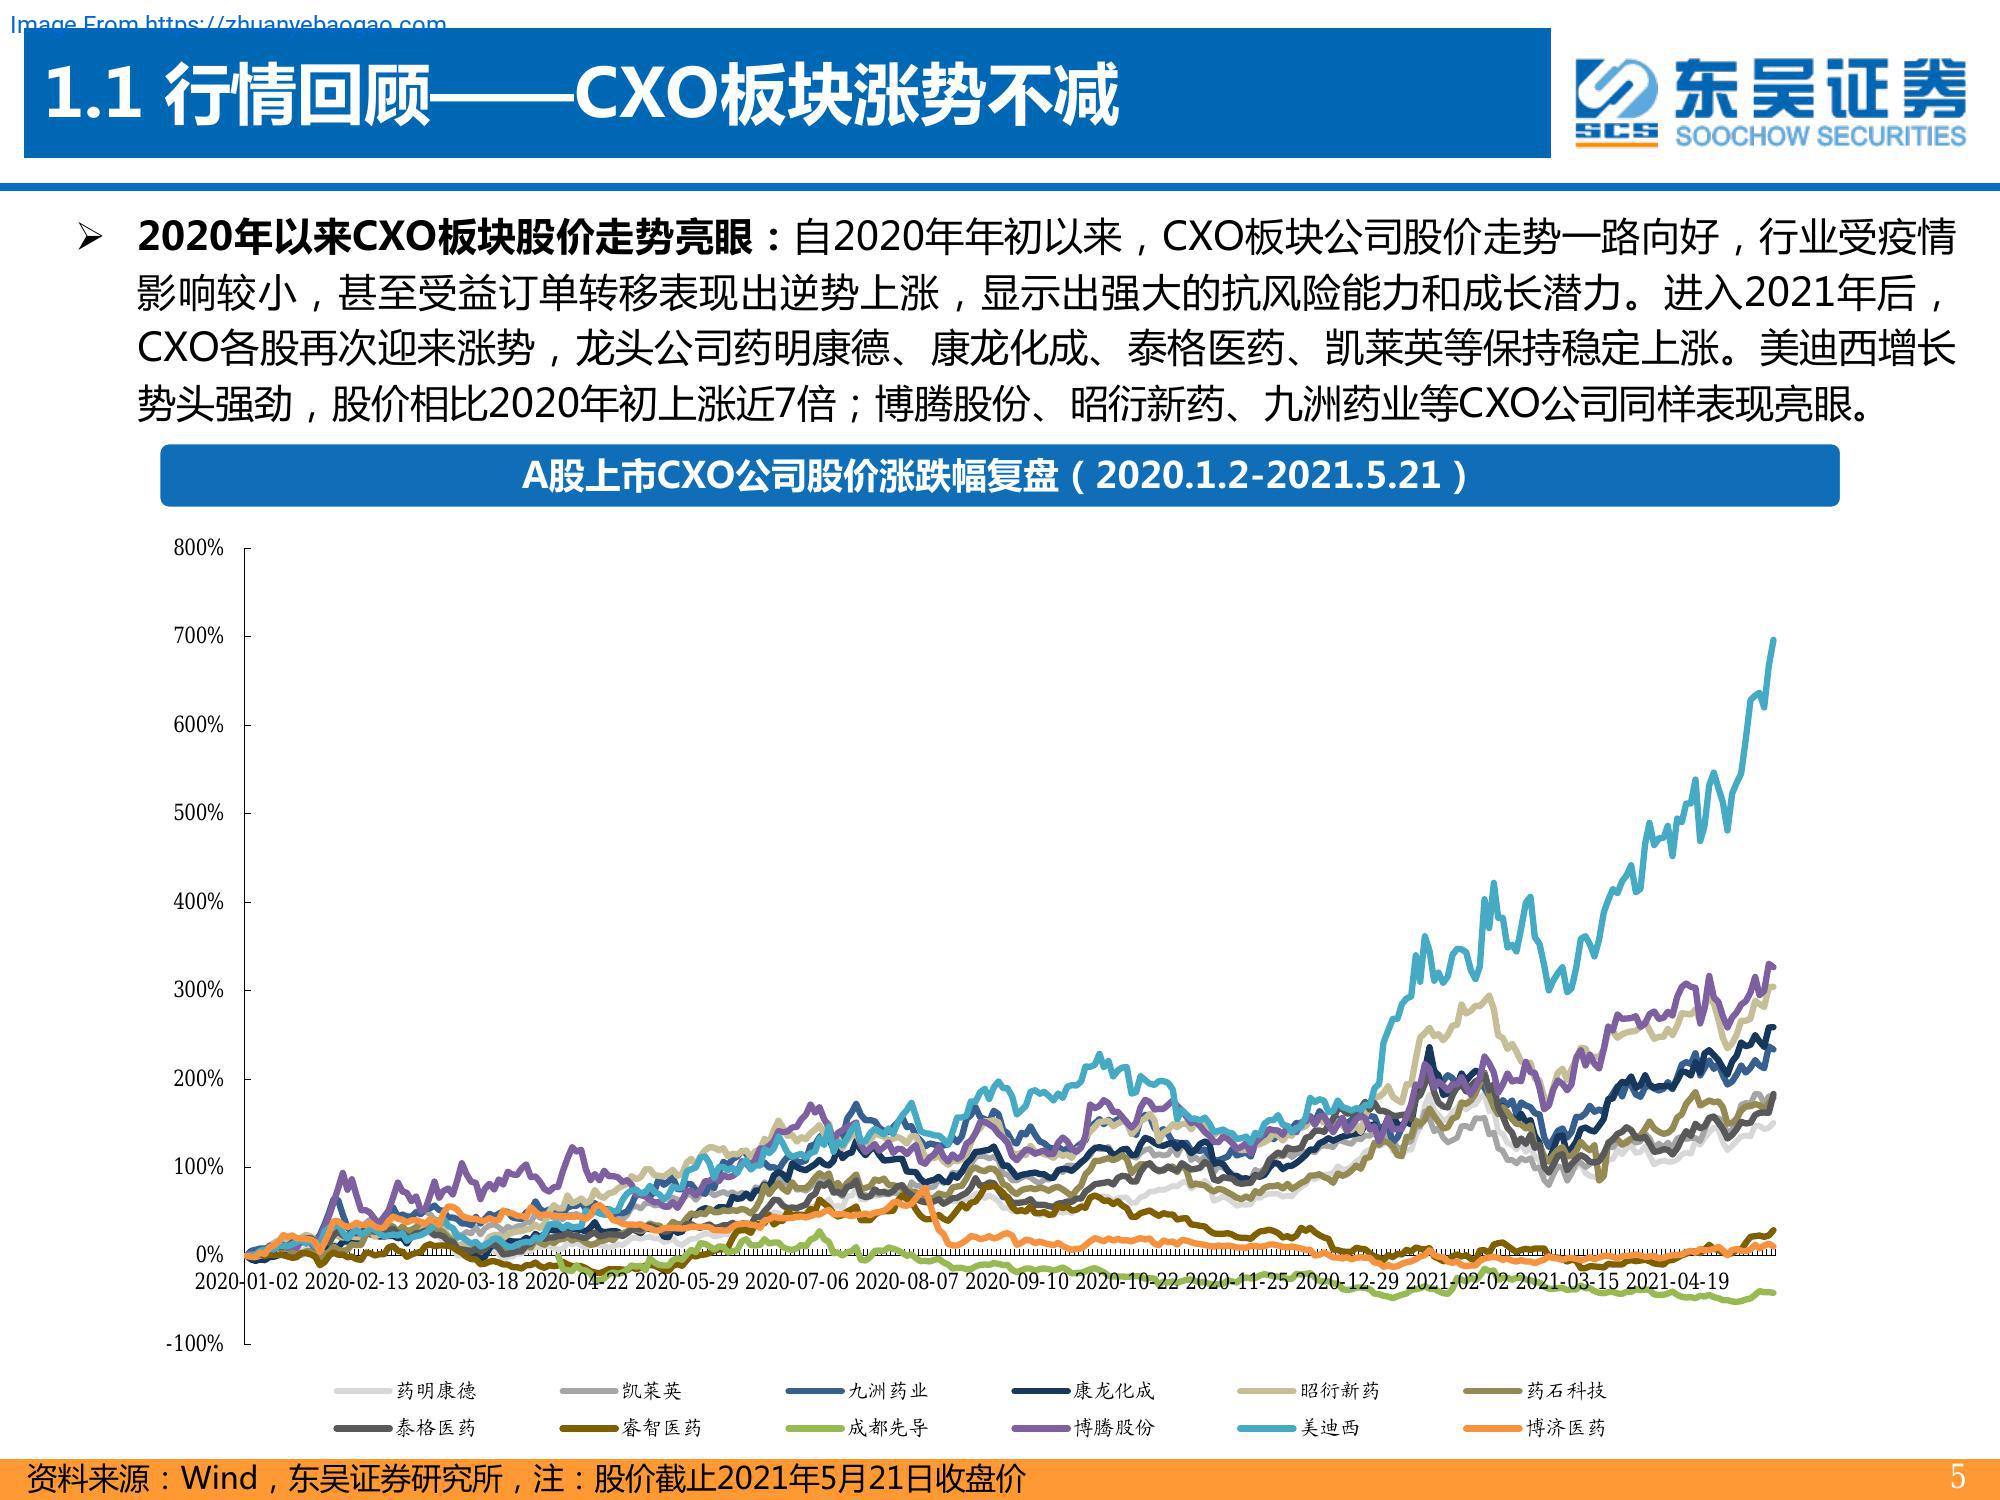 Image From https://zhuanyebaogao.com
1.1 行情回顾——CXO板块涨势不减
SCS
东吴证券
SOOCHOW SECURITIES
➢ 2020年以来CXO板块股价走势亮眼：自2020年年初以来，CXO板块公司股价走势一路向好，行业受疫情
影响较小，甚至受益订单转移表现出逆势上涨，显示出强大的抗风险能力和成长潜力。进入2021年后，
CXO各股再次迎来涨势，龙头公司药明康德、康龙化成、泰格医药、凯莱英等保持稳定上涨。美迪西增长
势头强劲，股价相比2020年初上涨近7倍；博腾股份、昭衍新药、九洲药业等CXO公司同样表现亮眼。
A股上市CXO公司股价涨跌幅复盘（2020.1.2-2021.5.21）
800%
700%
600%
500%
400%
300%
200%
100%
0%
2020-01-02 2020-02-13 2020-03-18 2020-04-22 2020-05-29 2020-07-06 2020-08-07 2020-09-10 2020-10-22 2020-11-25 2020-12-29 2021-02-02 2021-03-15 2021-04-19
-100%
药明康德 凯莱英 九洲药业 康龙化成 昭衍新药 药石科技
泰格医药 睿智医药 成都先导 博腾股份 美迪西 博济医药
资料来源：Wind，东吴证券研究所，注：股价截止2021年5月21日收盘价
5